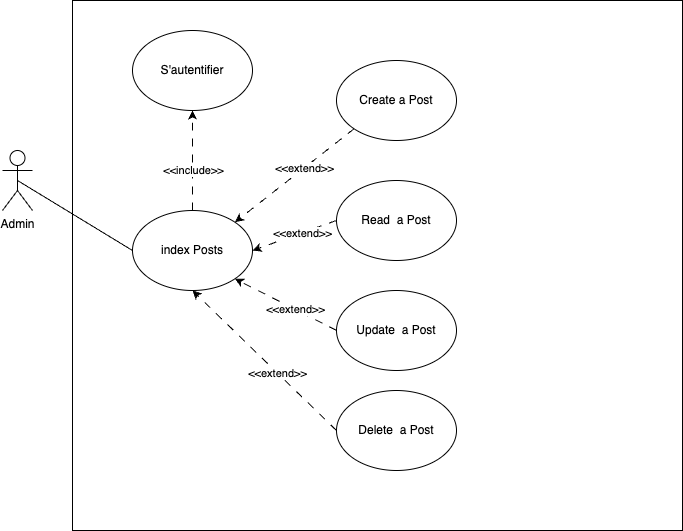 S'autentifier
Create a Post
<<include>>
<<extend>>
Admin
Read a Post
<<extend>>
index Posts
<<extend>>
Update a Post
<<extend>>
Delete a Post